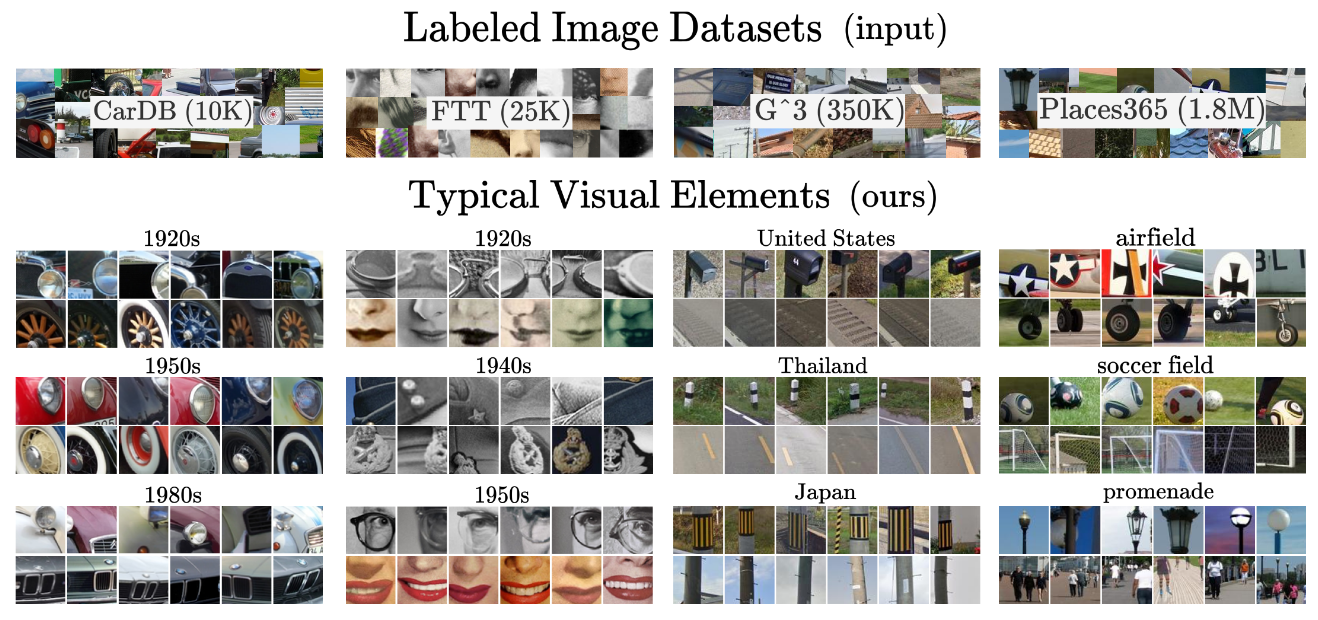 Labeled Image Datasets (input)
CarDB (10K)
FTT (25K)
G^3 (350K)
Places365 (1.8M)
Typical Visual Elements (ours)
1920s
1920s
United States
airfield
1950s
1940s
Thailand
soccer field
1980s
1950s
Japan
promenade